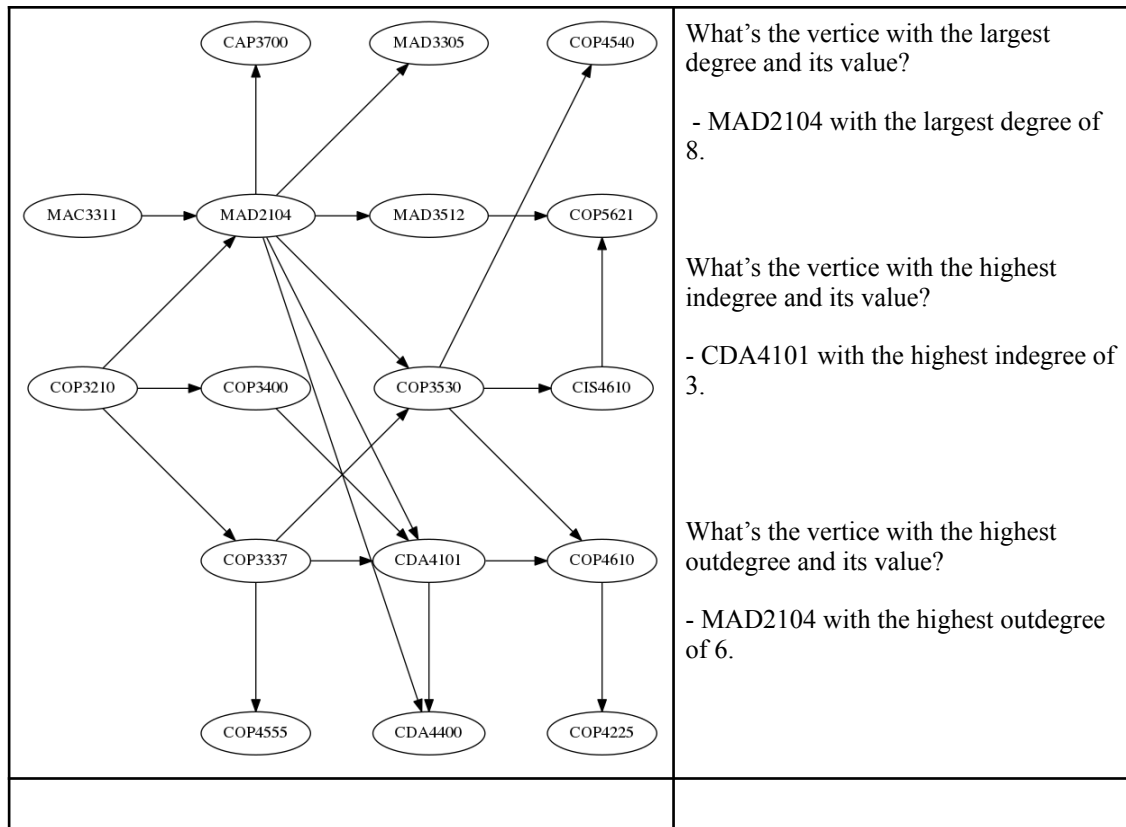 CAP3700 MAD3305 COP4540
MAC3311 MAD2104 MAD3512 COP5621
COP3210 COP3400 COP3530 CIS4610
COP3337 CDA4101 COP4610
COP4555 CDA4400 COP4225
What’s the vertice with the largest
degree and its value?
- MAD2104 with the largest degree of
8.
What’s the vertice with the highest
indegree and its value?
- CDA4101 with the highest indegree of
3.
What’s the vertice with the highest
outdegree and its value?
- MAD2104 with the highest outdegree
of 6.